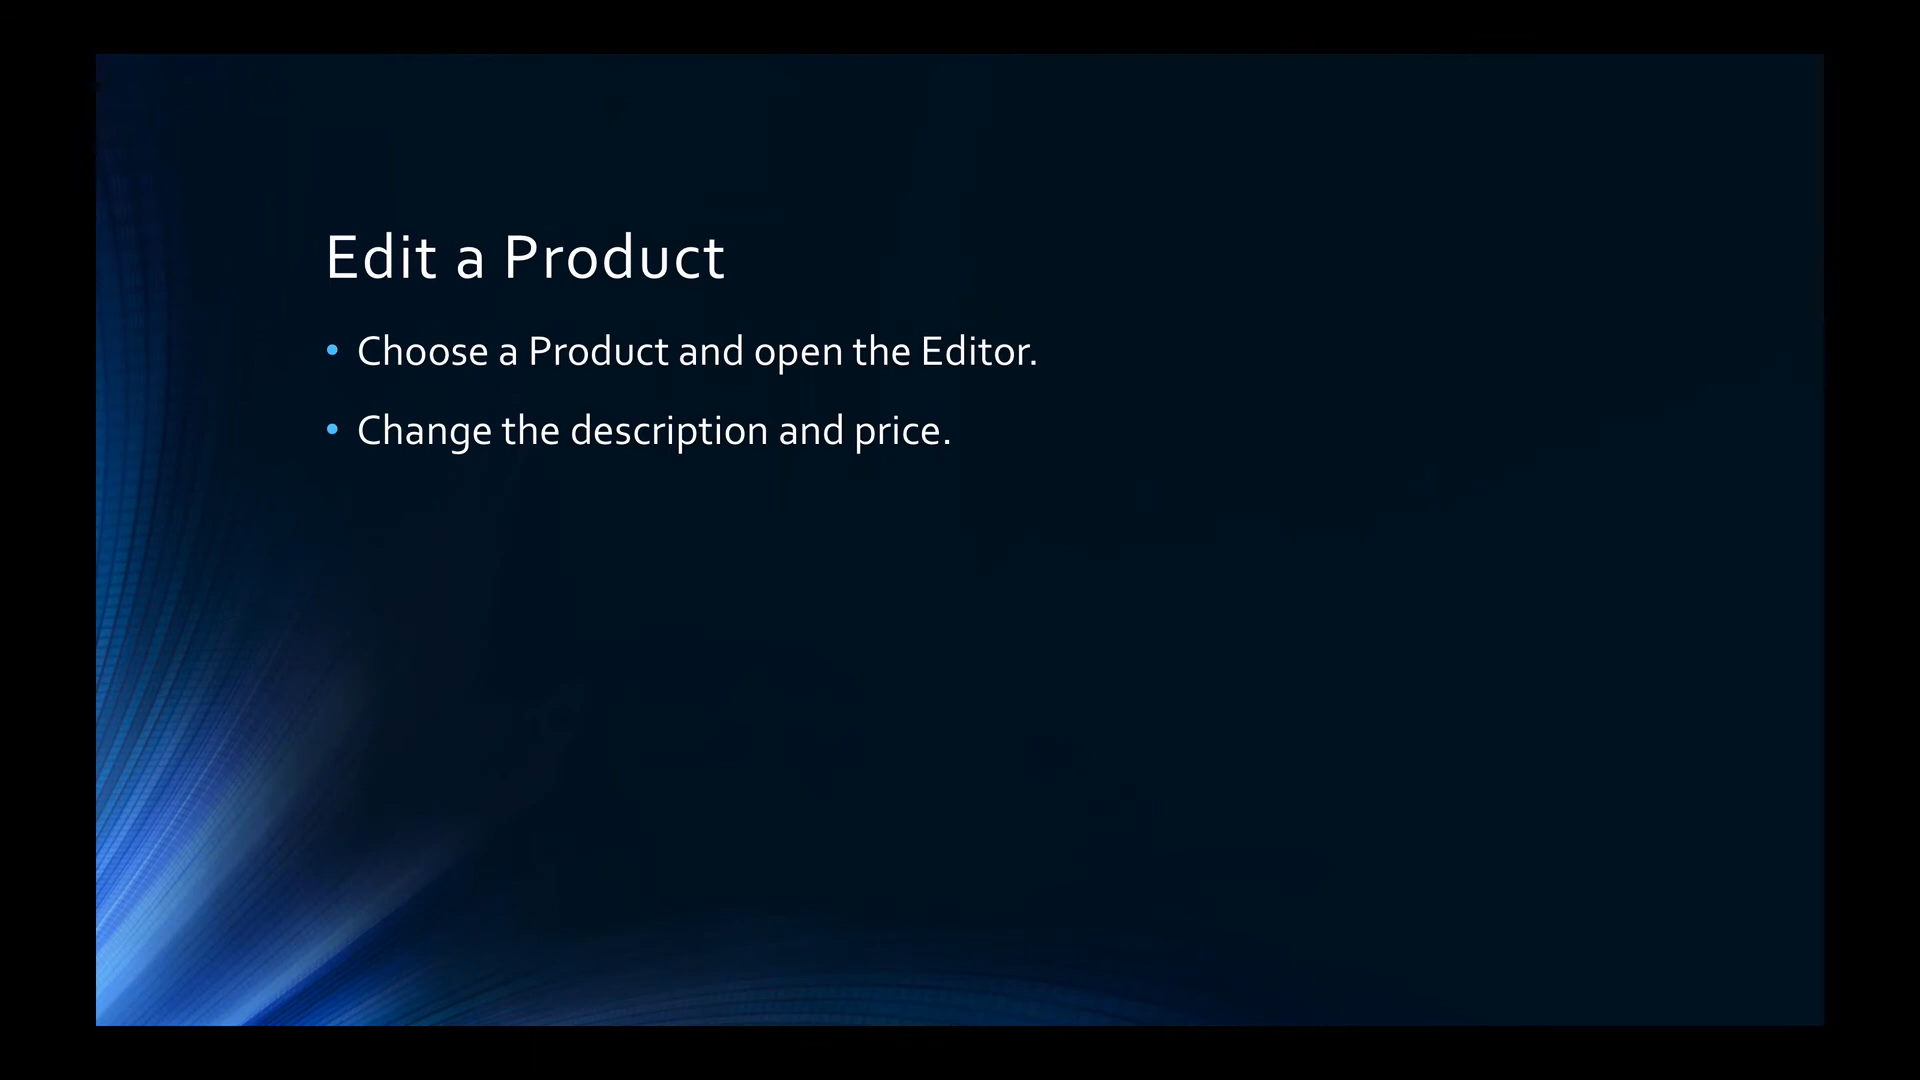 Edit a Product
• Choose a Product and open the Editor.
• Change the description and price.